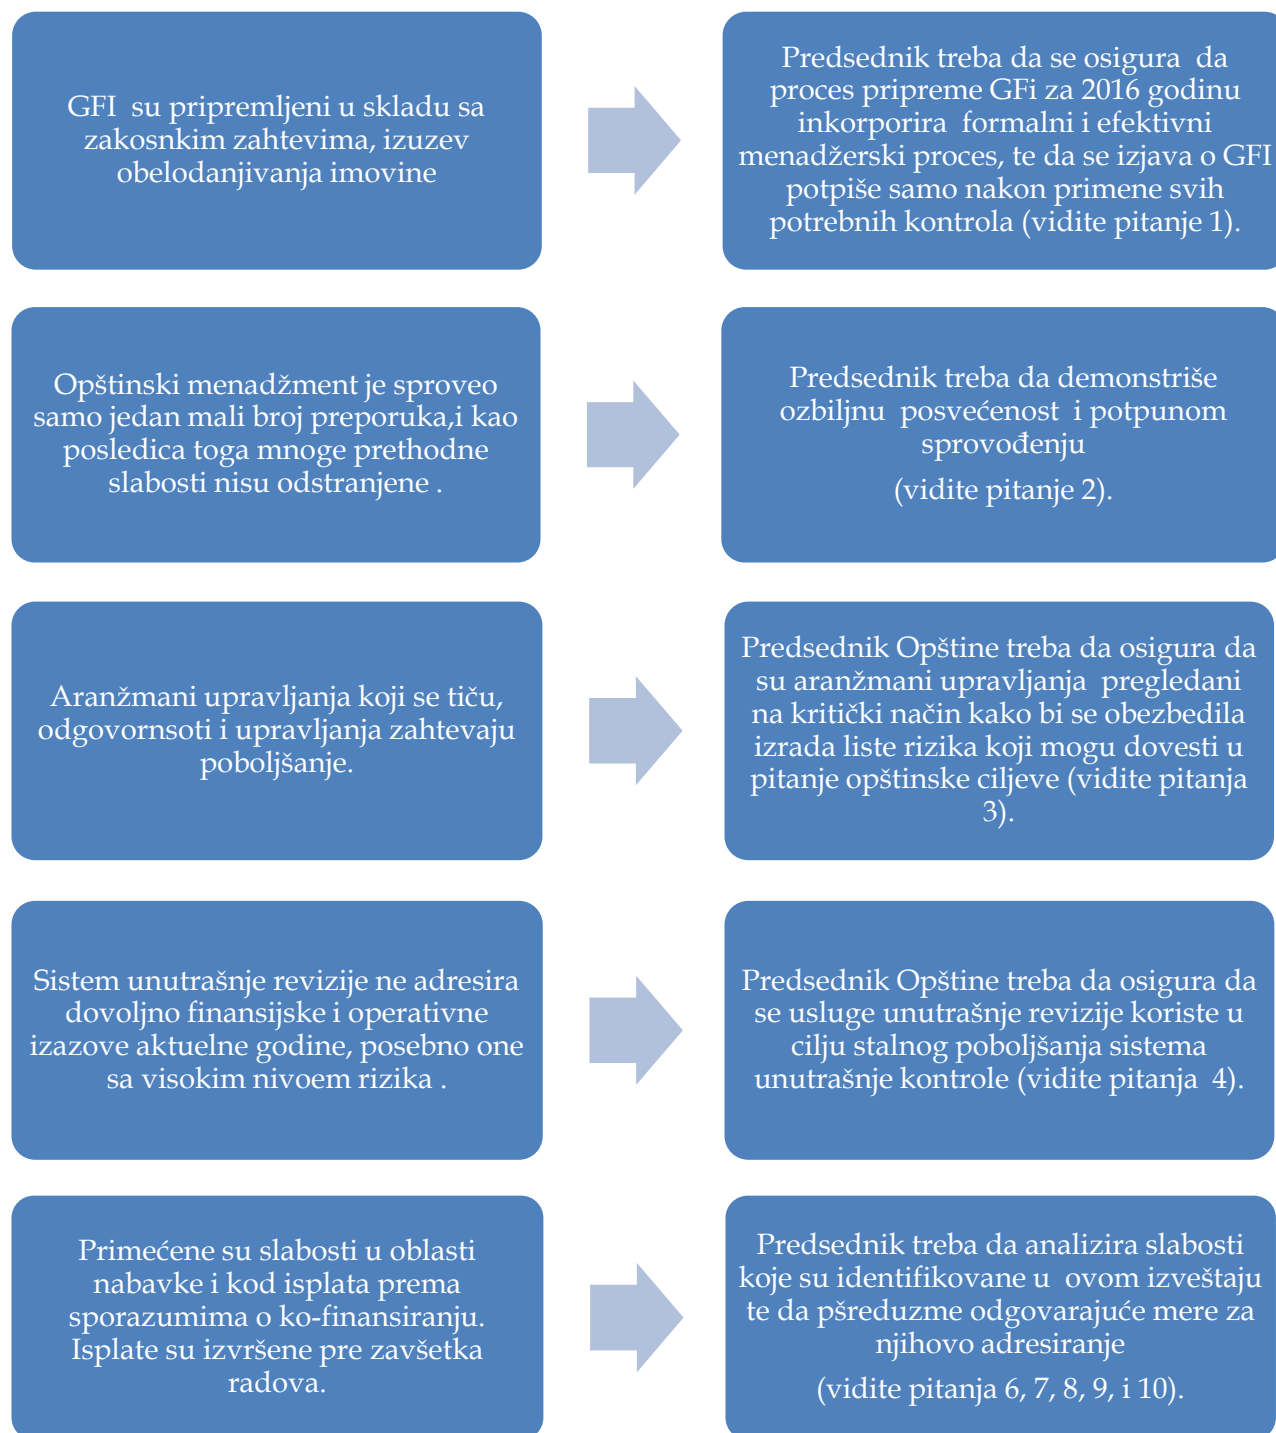 GFI  su pripremljeni u skladu sa
zakosnkim zahtevima, izuzev
obelodanjivanja imovine
Predsednik treba da se osigura  da
proces pripreme GFi za 2016 godinu
inkorporira  formalni i efektivni
menadžerski proces, te da se izjava o GFI
potpiše samo nakon primene svih
potrebnih kontrola (vidite pitanje 1).
Opštinski menadžment je sproveo
samo jedan mali broj preporuka,i kao
posledica toga mnoge prethodne
slabosti nisu odstranjene .
Predsednik treba da demonstriše
ozbiljnu  posvećenost  i potpunom
sprovođenju
(vidite pitanje 2).
Aranžmani upravljanja koji se tiču,
odgovornsoti i upravljanja zahtevaju
poboljšanje.
Predsednik Opštine treba da osigura da
su aranžmani upravljanja  pregledani
na kritički način kako bi se obezbedila
izrada liste rizika koji mogu dovesti u
pitanje opštinske ciljeve (vidite pitanja
3).
Sistem unutrašnje revizije ne adresira
dovoljno finansijske i operativne
izazove aktuelne godine, posebno one
sa visokim nivoem rizika .
Predsednik Opštine treba da osigura da
se usluge unutrašnje revizije koriste u
cilju stalnog poboljšanja sistema
unutrašnje kontrole (vidite pitanja  4).
Primećene su slabosti u oblasti
nabavke i kod isplata prema
sporazumima o ko-finansiranju.
Isplate su izvršene pre zavšetka
radova.
Predsednik treba da analizira slabosti
koje su identifikovane u  ovom izveštaju
te da pšreduzme odgovarajuće mere za
njihovo adresiranje
(vidite pitanja 6, 7, 8, 9, i 10).